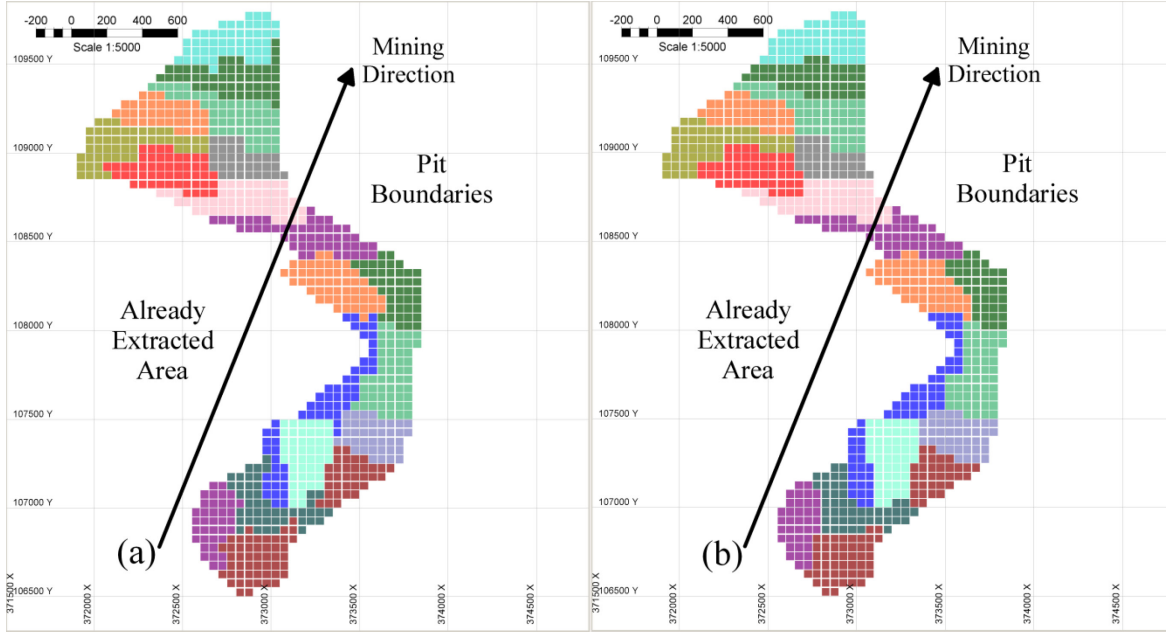 -200 0 200 400 600
Scale 1:5000
109500 Y
109000 Y
108500 Y
108000 Y
107500 Y
107000 Y
106500 Y
371500 X
372000 X
372500 X
373000 X
373500 X
374000 X
374500 X
Mining
Direction
Pit
Boundaries
Already
Extracted
Area
(a)
-200 0 200 400 600
Scale 1:5000
109500 Y
109000 Y
108500 Y
108000 Y
107500 Y
107000 Y
106500 Y
371500 X
372000 X
372500 X
373000 X
373500 X
374000 X
374500 X
Mining
Direction
Pit
Boundaries
Already
Extracted
Area
(b)